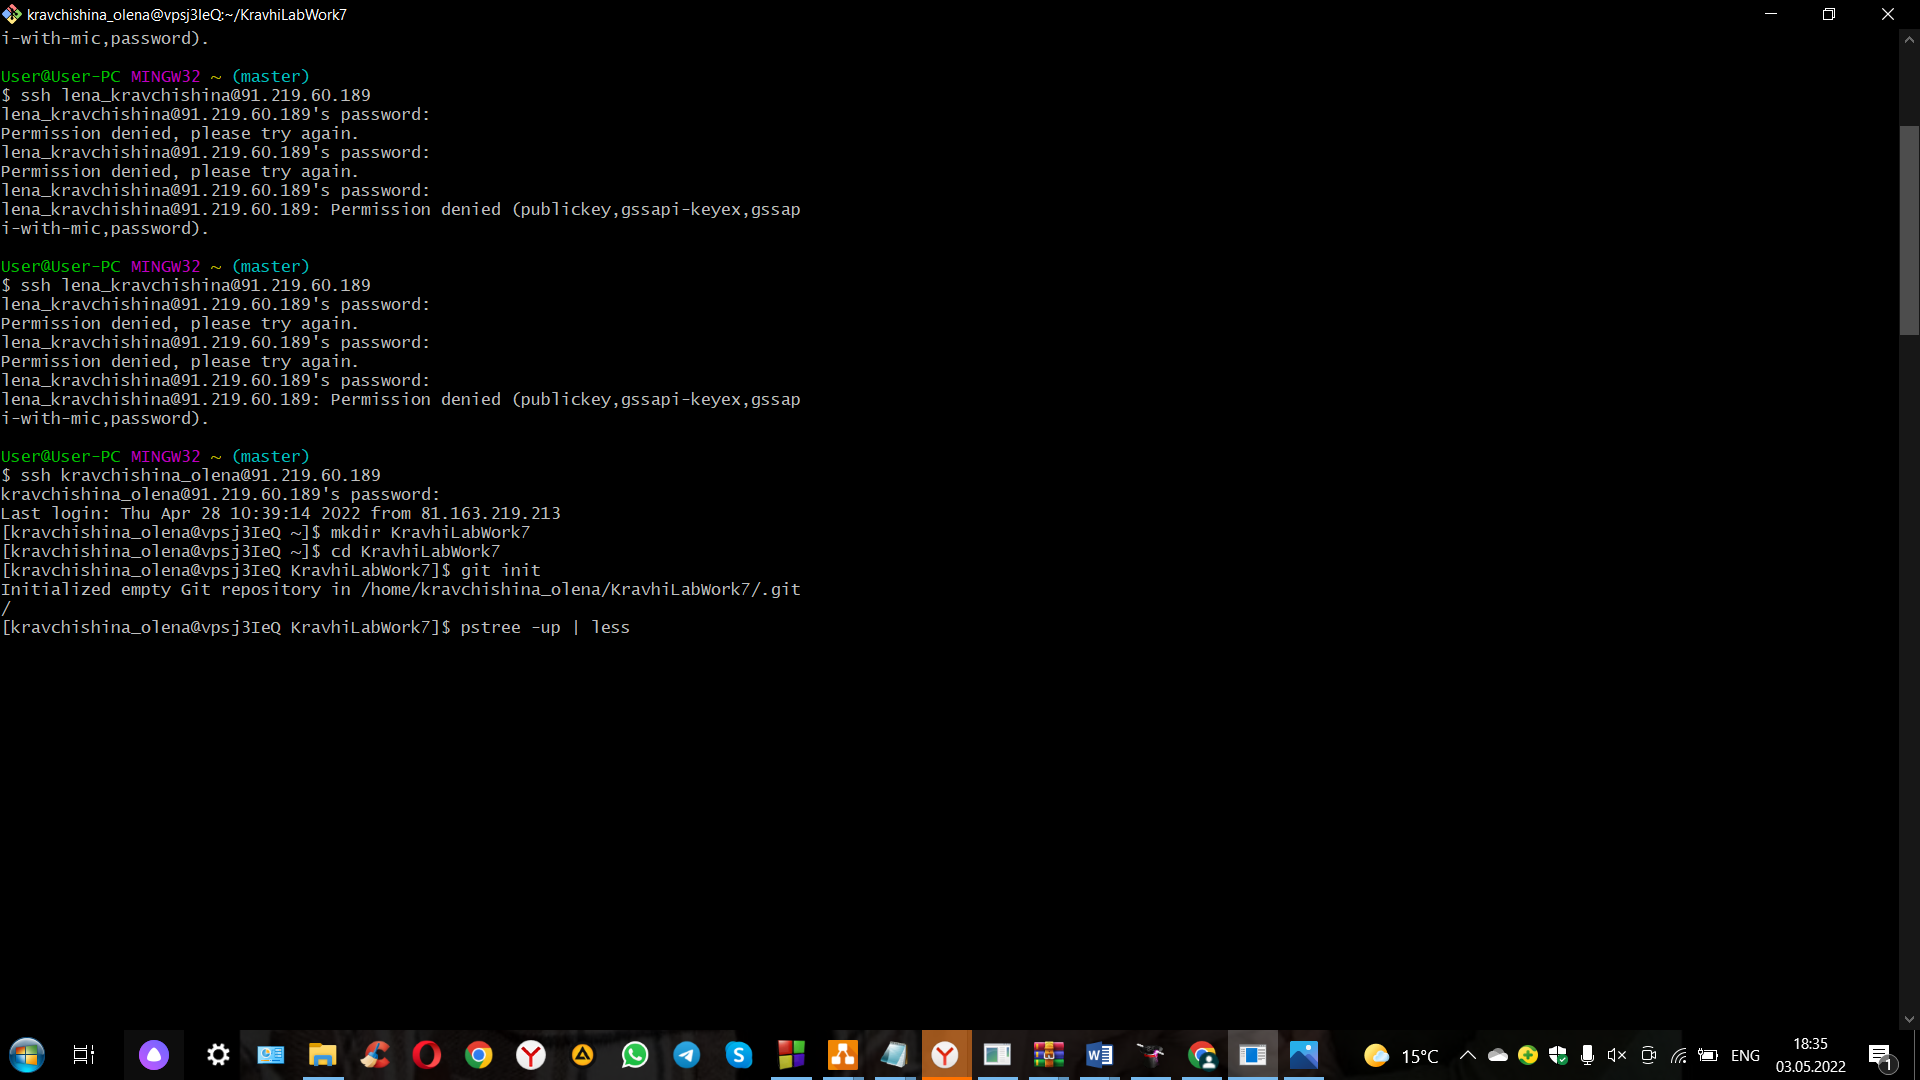 kravchishina_olena@vpsj3IeQ:~/KravhiLabWork7
i-with-mic,password).
User@User-PC MINGW32 ~ (master)
$ ssh lena_kravchishina@91.219.60.189
lena_kravchishina@91.219.60.189's password:
Permission denied, please try again.
lena_kravchishina@91.219.60.189's password:
Permission denied, please try again.
lena_kravchishina@91.219.60.189's password:
lena_kravchishina@91.219.60.189: Permission denied (publickey,gssapi-keyex,gssap
i-with-mic,password).
User@User-PC MINGW32 ~ (master)
$ ssh lena_kravchishina@91.219.60.189
lena_kravchishina@91.219.60.189's password:
Permission denied, please try again.
lena_kravchishina@91.219.60.189's password:
Permission denied, please try again.
lena_kravchishina@91.219.60.189's password:
lena_kravchishina@91.219.60.189: Permission denied (publickey,gssapi-keyex,gssap
i-with-mic,password).
User@User-PC MINGW32 ~ (master)
$ ssh kravchishina_olena@91.219.60.189
kravchishina_olena@91.219.60.189's password:
Last login: Thu Apr 28 10:39:14 2022 from 81.163.219.213
[kravchishina_olena@vpsj3IeQ ~]$ mkdir KravhiLabWork7
[kravchishina_olena@vpsj3IeQ ~]$ cd KravhiLabWork7
[kravchishina_olena@vpsj3IeQ KravhiLabWork7]$ git init
Initialized empty Git repository in /home/kravchishina_olena/KravhiLabWork7/.git
/
[kravchishina_olena@vpsj3IeQ KravhiLabWork7]$ pstree -up | less
15°C
ENG
18:35
03.05.2022
1